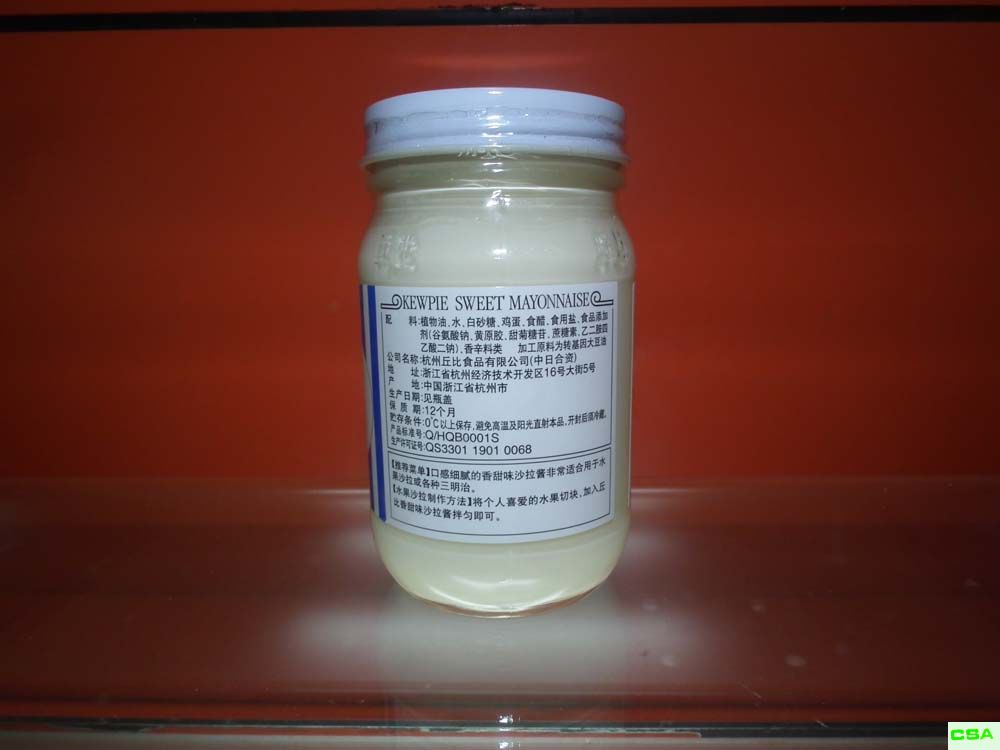 KEWPIE SWEET MAYONNAISE
配 料:植物油、水、白砂糖、鸡蛋、食醋、食用盐、食品添加
剂(谷氨酸钠、黄原胶、甜菊糖苷、蔗糖素、乙二胺四
乙酸二钠)、香辛料类 加工原料为转基因大豆油
公司名称:杭州丘比食品有限公司(中日合资)
地 址:浙江省杭州经济技术开发区16号大街5号
产 地:中国浙江省杭州市
生产日期:见瓶盖
保 质 期:12个月
贮存条件:0℃以上保存,避免高温及阳光直射本品,开封后须冷藏。
产品标准号:Q/HQB0001S
生产许可证号:QS3301 1901 0068
【推荐菜单】口感细腻的香甜味沙拉酱非常适合用于水
果沙拉或各种三明治。
【水果沙拉制作方法】将个人喜爱的水果切块,加入丘
比香甜味沙拉酱拌匀即可。
CSA